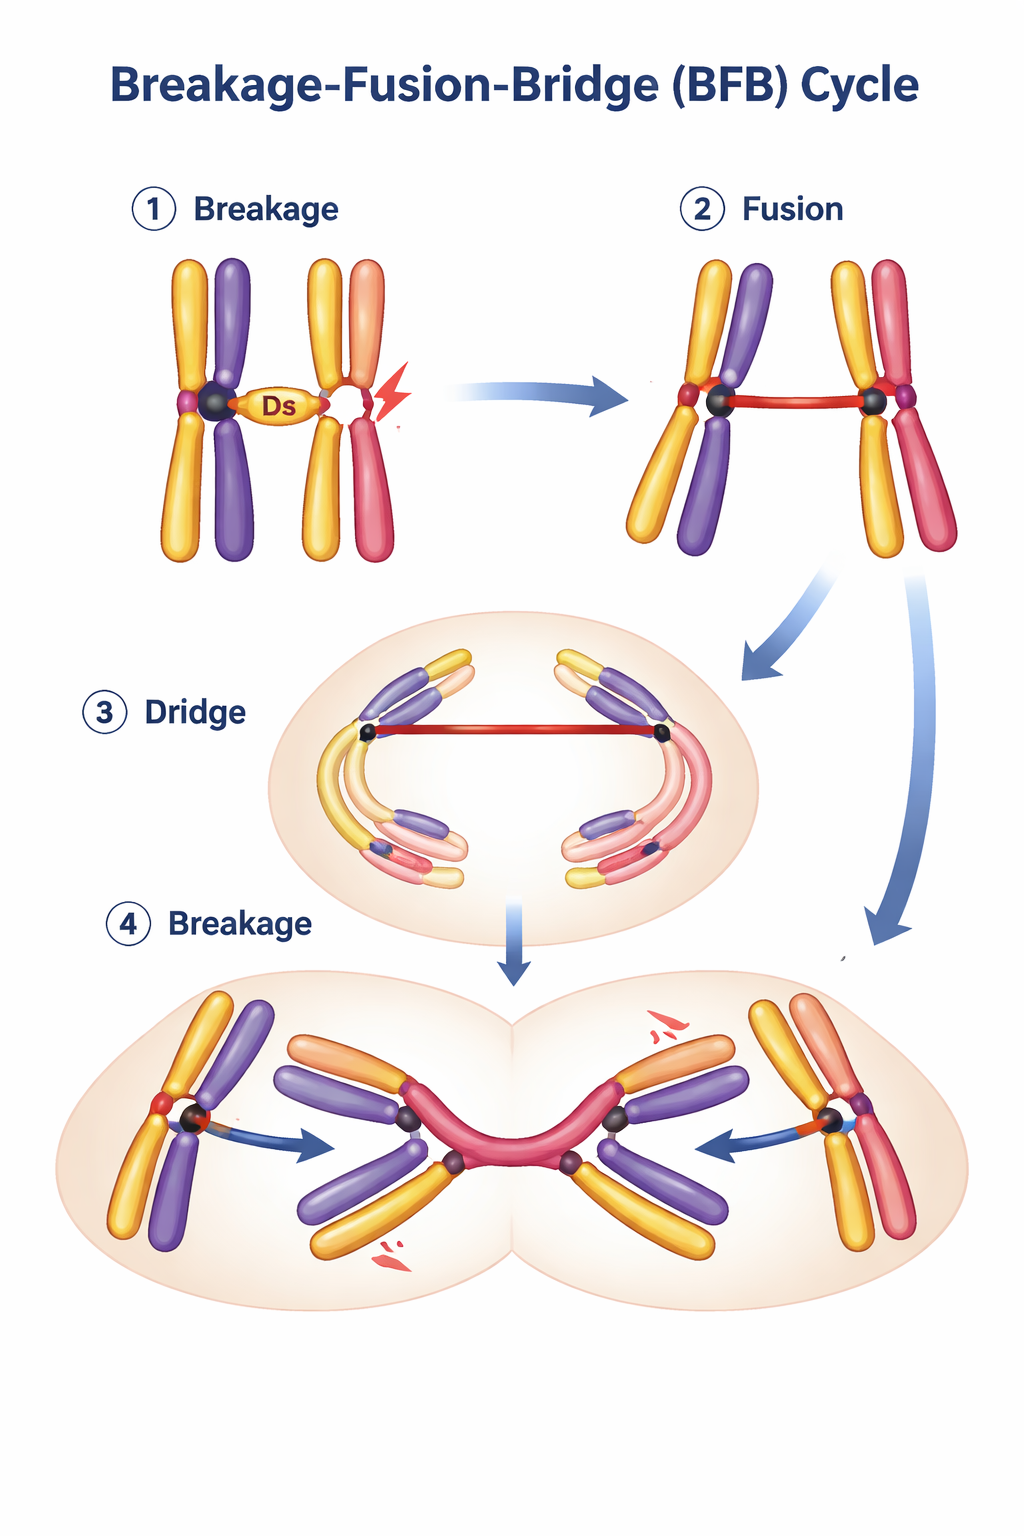 Breakage-Fusion-Bridge (BFB) Cycle
1 Breakage
2 Fusion
Ds
3 Dridge
4 Breakage